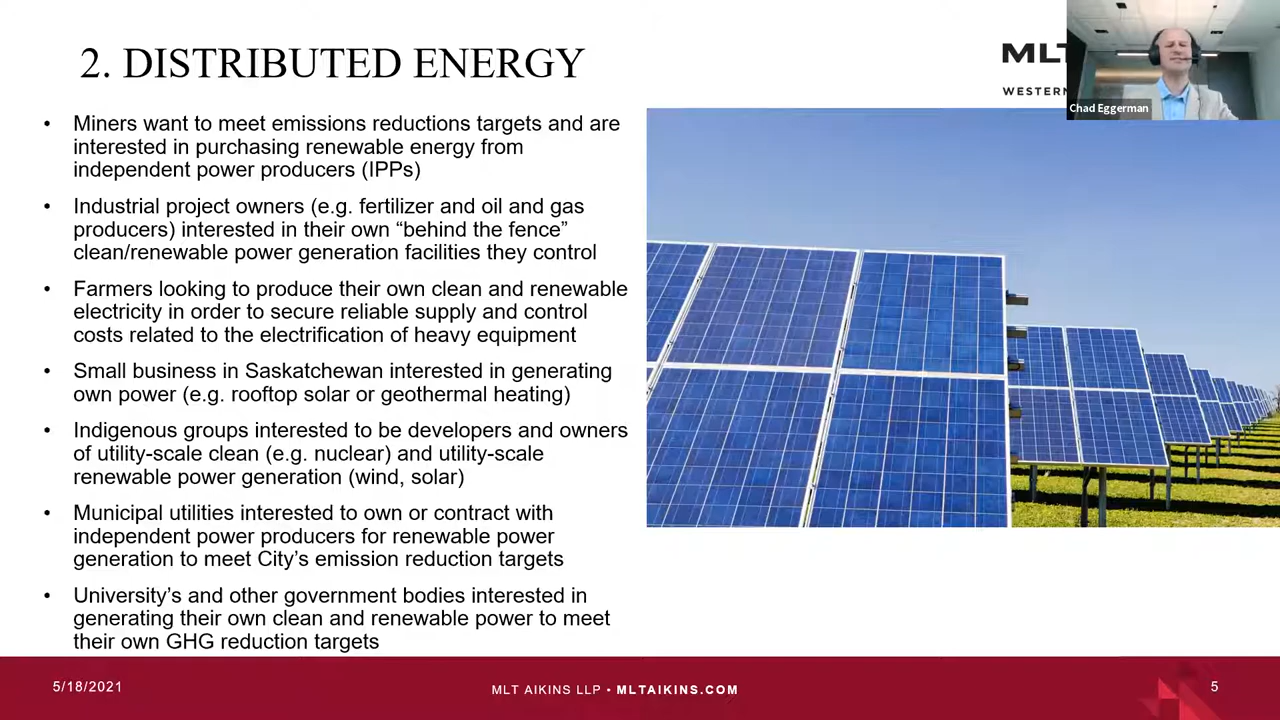 2. DISTRIBUTED ENERGY
MLT
WESTERN
Chad Eggerman
• Miners want to meet emissions reductions targets and are
interested in purchasing renewable energy from
independent power producers (IPPs)
• Industrial project owners (e.g. fertilizer and oil and gas
producers) interested in their own “behind the fence”
clean/renewable power generation facilities they control
• Farmers looking to produce their own clean and renewable
electricity in order to secure reliable supply and control
costs related to the electrification of heavy equipment
• Small business in Saskatchewan interested in generating
own power (e.g. rooftop solar or geothermal heating)
• Indigenous groups interested to be developers and owners
of utility-scale clean (e.g. nuclear) and utility-scale
renewable power generation (wind, solar)
• Municipal utilities interested to own or contract with
independent power producers for renewable power
generation to meet City’s emission reduction targets
• University’s and other government bodies interested in
generating their own clean and renewable power to meet
their own GHG reduction targets
5/18/2021
MLT AIKINS LLP • MLTAIKINS.COM
5